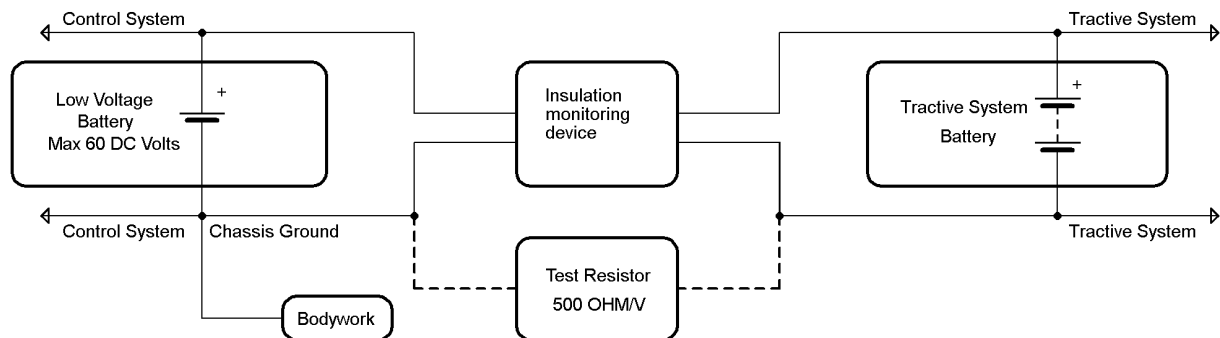 Control System
Tractive System
Low Voltage
Battery
Max 60 DC Volts
+
Insulation
monitoring
device
Tractive System
Battery
+
Control System
Chassis Ground
Tractive System
Test Resistor
500 OHM/V
Bodywork